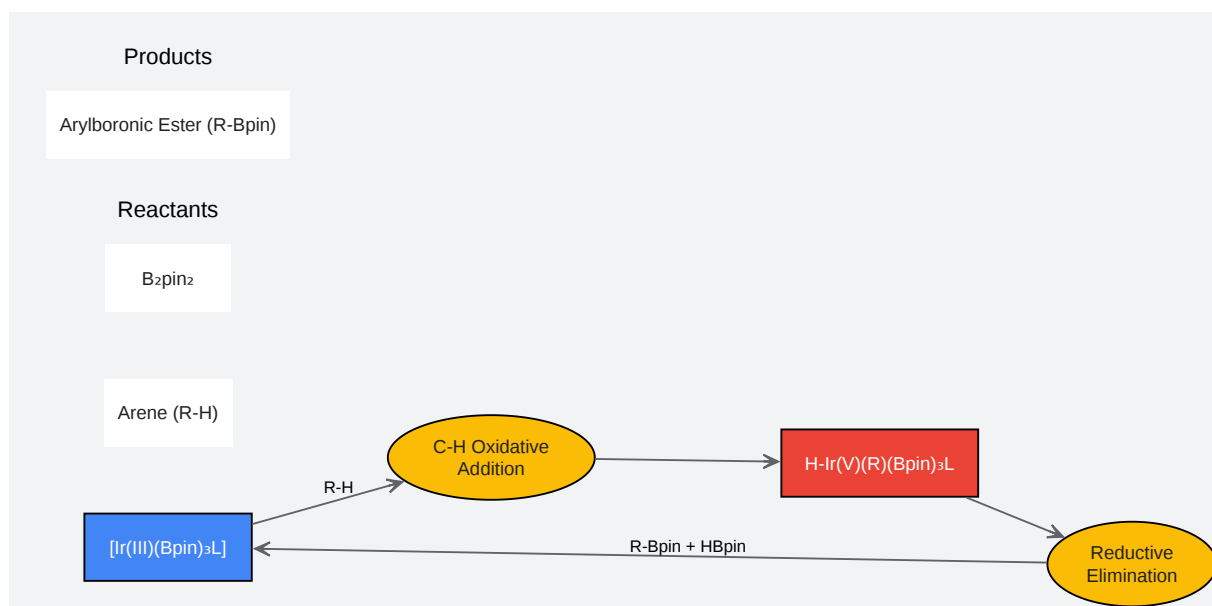 Products
Arylboronic Ester (R-Bpin)
Reactants
B₂pin₂
Arene (R-H)
C-H Oxidative
Addition
H-Ir(V)(R)(Bpin)₃L
R-H
[Ir(III)(Bpin)₃L]
R-Bpin + HBpin
Reductive
Elimination